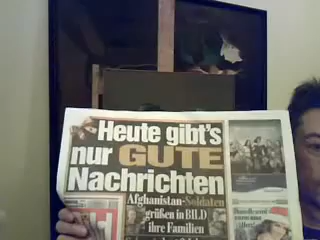 Heute gibt's
nur GUTE
Nachrichten
Afghanistan-Soldaten
grüßen in BILD
ihre Familien